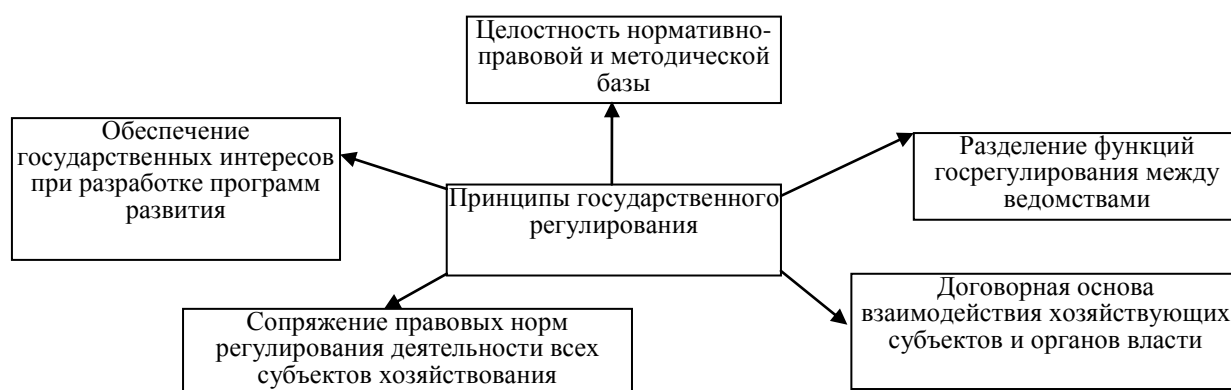 Целостность нормативно-
правовой и методической
базы
Обеспечение
государственных интересов
при разработке программ
развития
Разделение функций
госрегулирования между
ведомствами
Принципы государственного
регулирования
Договорная основа
взаимодействия хозяйствующих
субъектов и органов власти
Сопряжение правовых норм
регулирования деятельности всех
субъектов хозяйствования